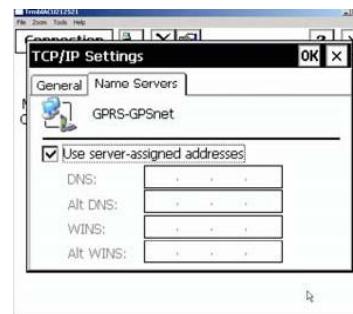 File Zoom Tools Help
Connection
TCP/IP Settings OK
General Name Servers
GPRS-GPSnet
Use server-assigned addresses
DNS:
Alt DNS:
WINS:
Alt WINS: